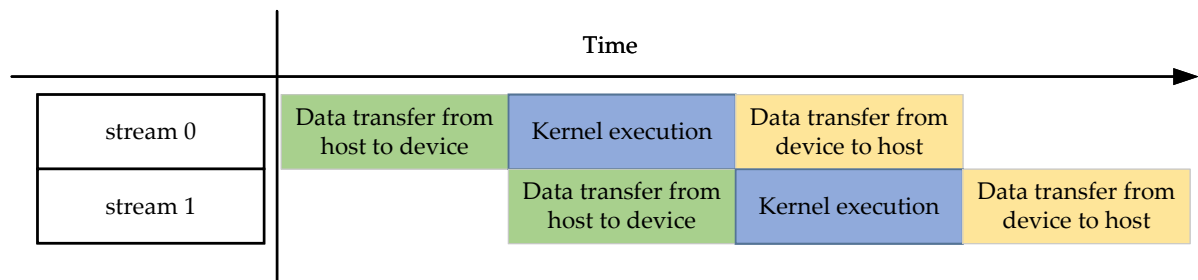 Time
stream 0
Data transfer from
host to device
Kernel execution
Data transfer from
device to host
stream 1
Data transfer from
host to device
Kernel execution
Data transfer from
device to host